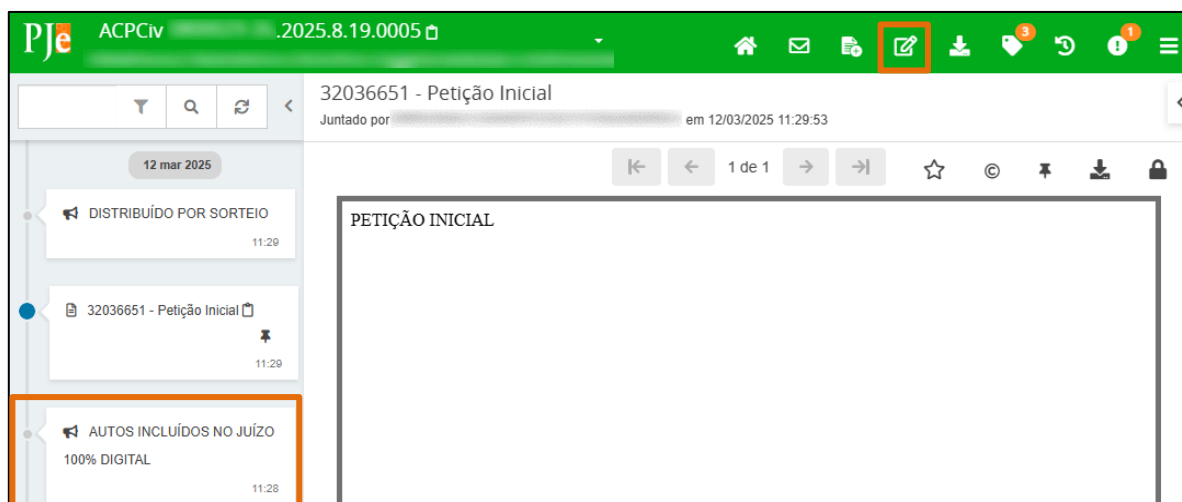 PJe
ACPCiv .2025.8.19.0005
3
1
32036651 - Petição Inicial
Juntado por em 12/03/2025 11:29:53
12 mar 2025
1 de 1
DISTRIBUÍDO POR SORTEIO
11:29
PETIÇÃO INICIAL
32036651 - Petição Inicial
11:29
AUTOS INCLUÍDOS NO JUÍZO
100% DIGITAL
11:28